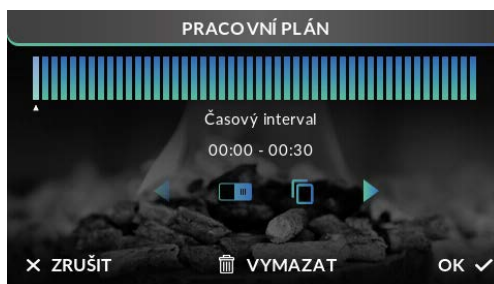 PRACOVNÍ PLÁN
Časový interval
00:00 - 00:30
ZRUŠIT
VYMAZAT
OK